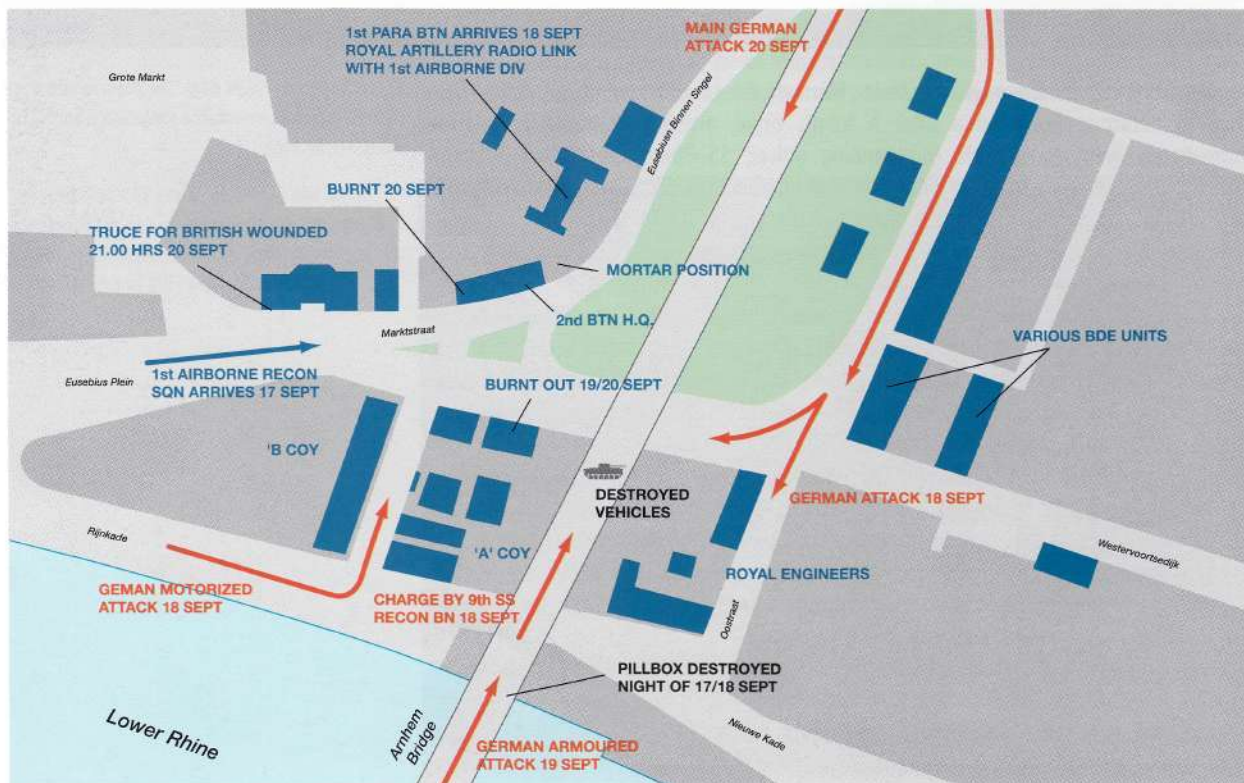 1st PARA BTN ARRIVES 18 SEPT
ROYAL ARTILLERY RADIO LINK
WITH 1st AIRBORNE DIV
MAIN GERMAN
ATTACK 20 SEPT
Grote Markt
Eusebiusn Binnen Singel
BURNT 20 SEPT
TRUCE FOR BRITISH WOUNDED
21.00 HRS 20 SEPT
MORTAR POSITION
2nd BTN H.Q.
Marktstraat
VARIOUS BDE UNITS
Eusebius Plein
1st AIRBORNE RECON
SQN ARRIVES 17 SEPT
BURNT OUT 19/20 SEPT
'B COY
DESTROYED
VEHICLES
GERMAN ATTACK 18 SEPT
Rijnkade
'A' COY
Westervoortsedijk
ROYAL ENGINEERS
GEMAN MOTORIZED
ATTACK 18 SEPT
CHARGE BY 9th SS
RECON BN 18 SEPT
Oostraat
PILLBOX DESTROYED
NIGHT OF 17/18 SEPT
Lower Rhine
Arnhem
Bridge
Nieuwe Kade
GERMAN ARMOURED
ATTACK 19 SEPT